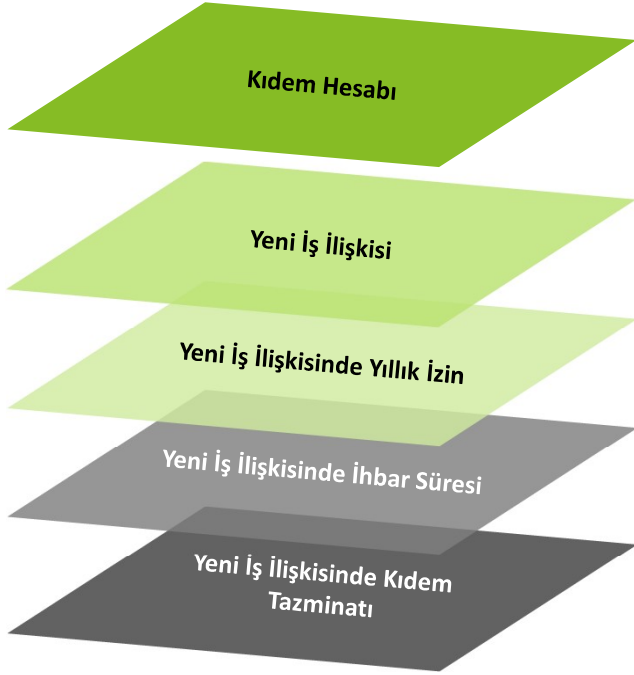 Kıdem Hesabı
Yeni İş İlişkisi
Yeni İş İlişkisinde Yıllık İzin
Yeni İş İlişkisinde İhbar Süresi
Yeni İş İlişkisinde Kıdem
Tazminatı